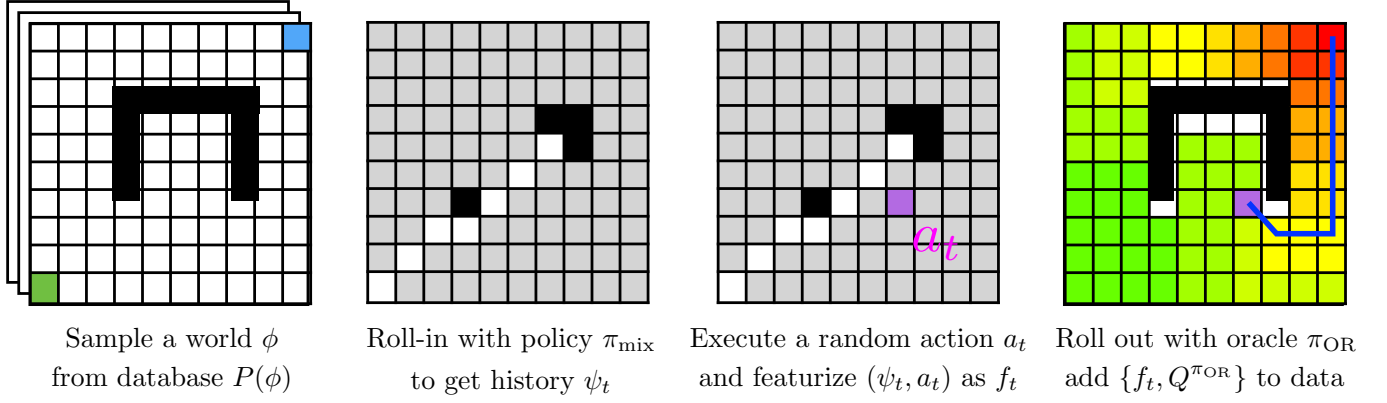 a_t
Sample a world ϕ
from database P(ϕ)
Roll-in with policy π_mix
to get history ψ_t
Execute a random action a_t
and featurize (ψ_t, a_t) as f_t
Roll out with oracle π_OR
add {f_t, Q^{π_OR}} to data